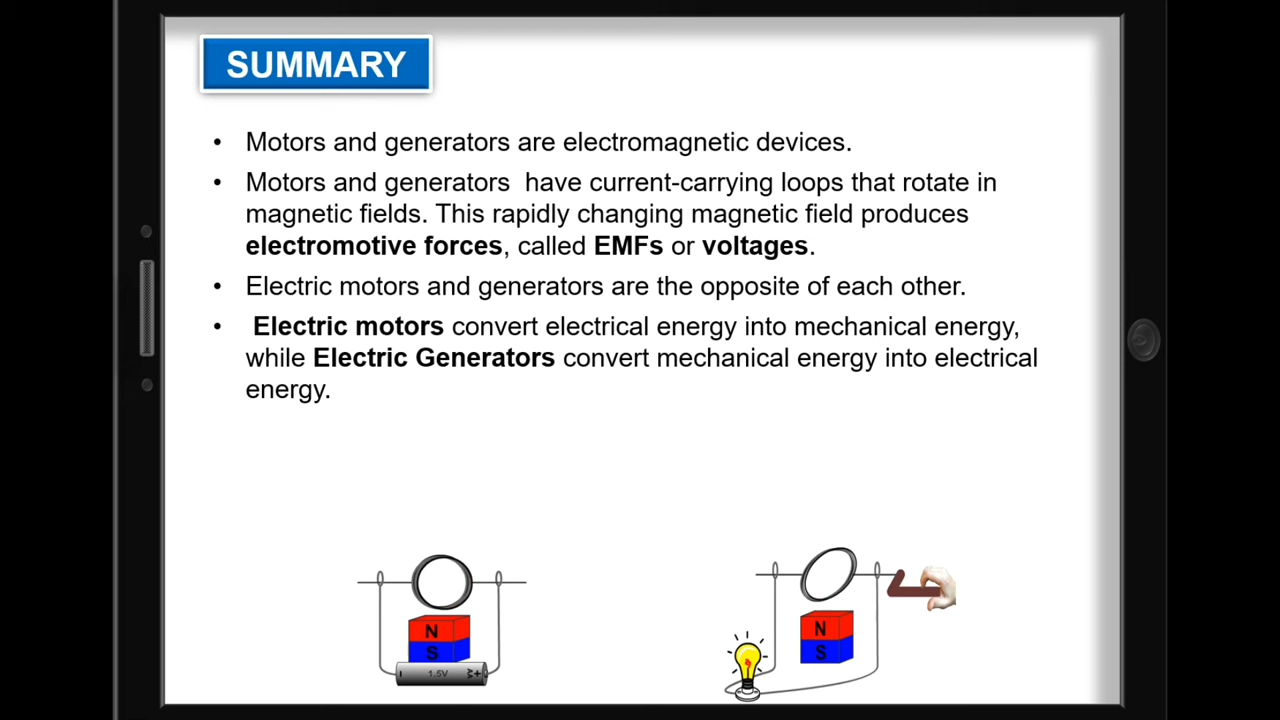 SUMMARY
• Motors and generators are electromagnetic devices.
• Motors and generators  have current-carrying loops that rotate in
magnetic fields. This rapidly changing magnetic field produces
electromotive forces, called EMFs or voltages.
• Electric motors and generators are the opposite of each other.
• Electric motors convert electrical energy into mechanical energy,
while Electric Generators convert mechanical energy into electrical
energy.
N
S
- 1.5V +
N
S